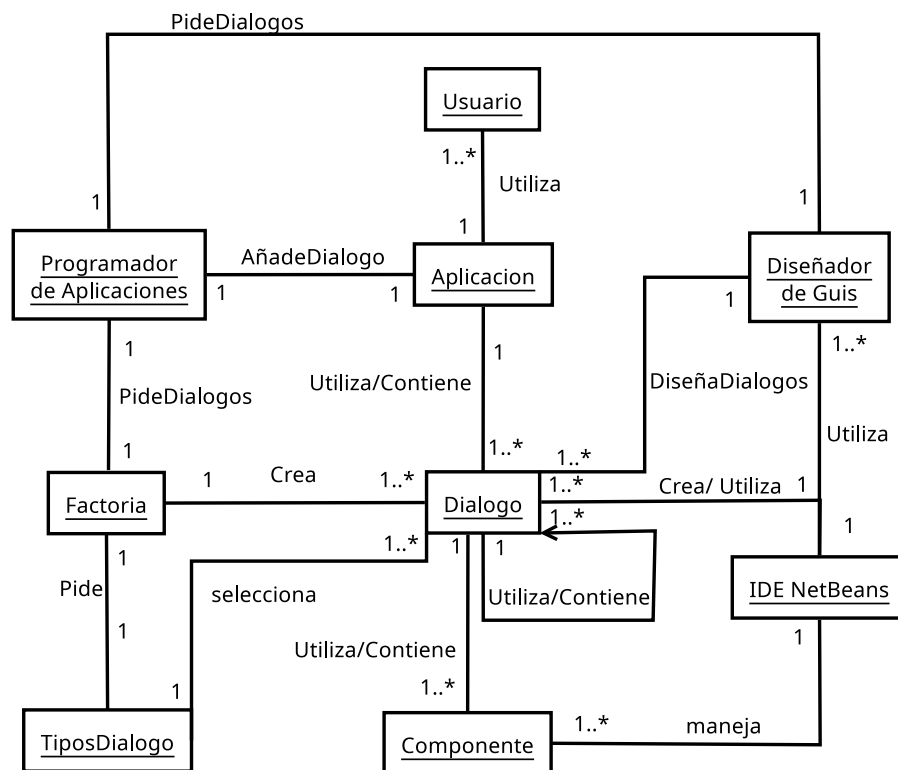 PideDialogos
Usuario
1..*
Utiliza
1
1
1
Programador
de Aplicaciones
AñadeDialogo
1
1
Aplicacion
Diseñador
de Guis
1
1
1
1..*
Utiliza/Contiene
DiseñaDialogos
PideDialogos
Utiliza
1
1..*
1..*
Factoria
1
Crea
1..*
Dialogo
1..*
Crea/ Utiliza
1
1..*
1
1
1..*
1
1
Pide
selecciona
Utiliza/Contiene
IDE NetBeans
1
Utiliza/Contiene
1
1
1..*
TiposDialogo
Componente
1..*
maneja